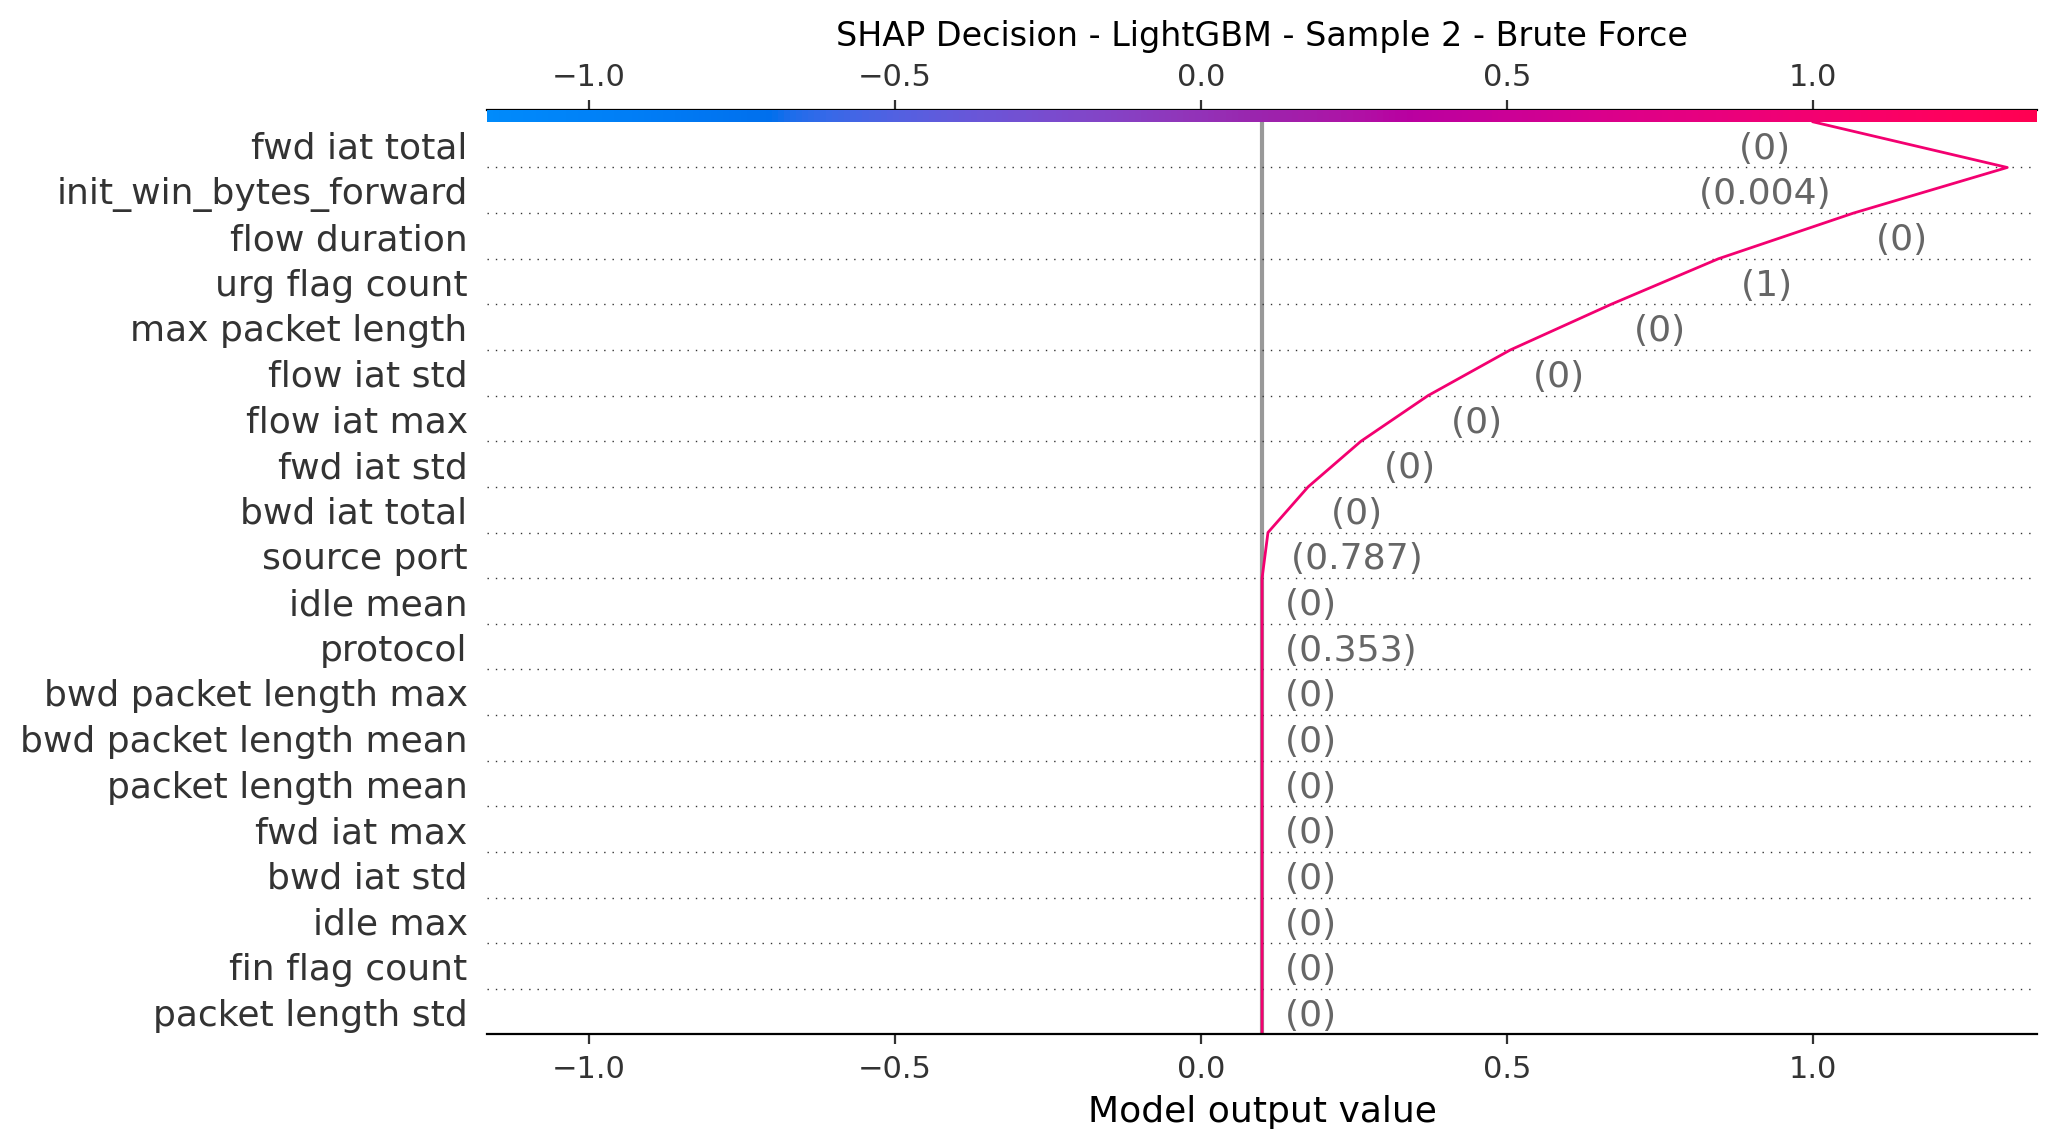 SHAP Decision - LightGBM - Sample 2 - Brute Force
−1.0 −0.5 0.0 0.5 1.0
fwd iat total (0)
init_win_bytes_forward (0.004)
flow duration (0)
urg flag count (1)
max packet length (0)
flow iat std (0)
flow iat max (0)
fwd iat std (0)
bwd iat total (0)
source port (0.787)
idle mean (0)
protocol (0.353)
bwd packet length max (0)
bwd packet length mean (0)
packet length mean (0)
fwd iat max (0)
bwd iat std (0)
idle max (0)
fin flag count (0)
packet length std (0)
−1.0 −0.5 0.0 0.5 1.0
Model output value